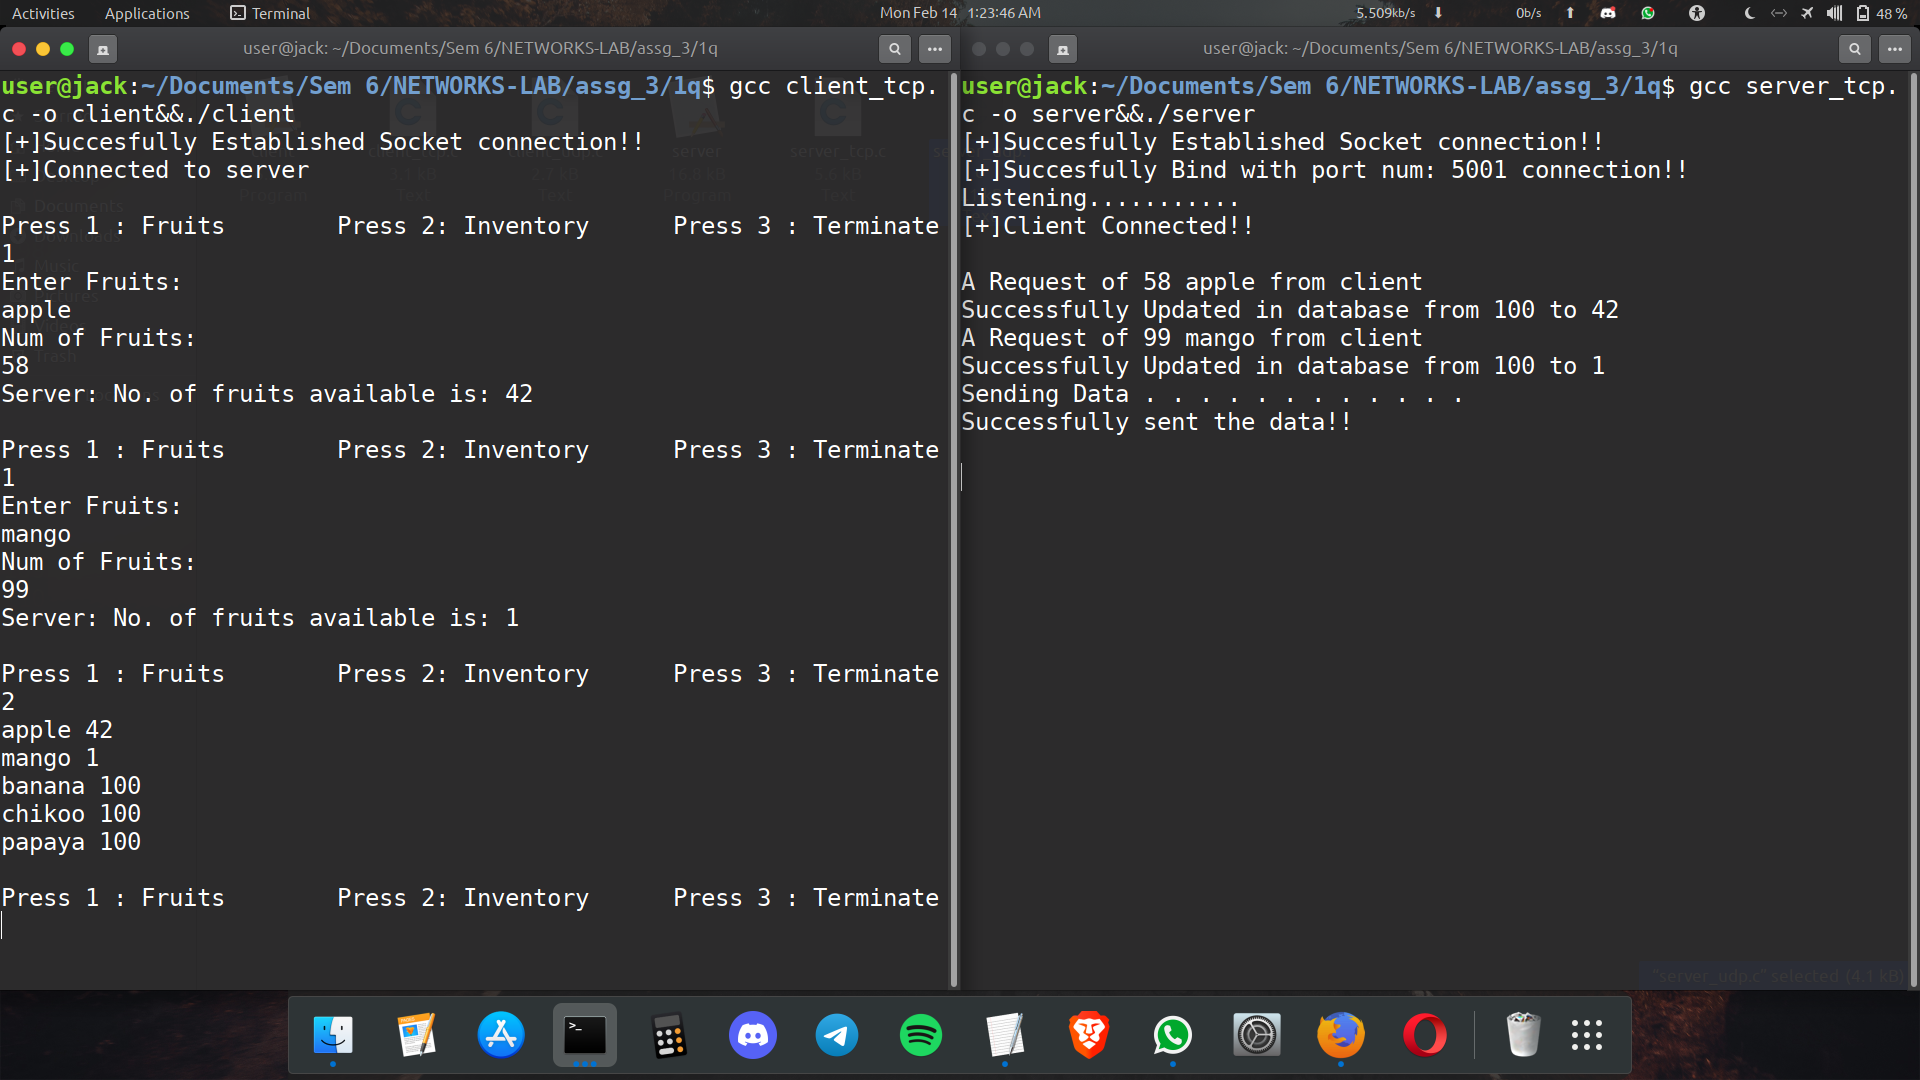 Activities Applications Terminal Mon Feb 14 1:23:46 AM 5.509kb/s 0b/s 48 %
user@jack: ~/Documents/Sem 6/NETWORKS-LAB/assg_3/1q
user@jack:~/Documents/Sem 6/NETWORKS-LAB/assg_3/1q$ gcc client_tcp.
c -o client&&./client
[+]Succesfully Established Socket connection!!
[+]Connected to server
Press 1 : Fruits Press 2: Inventory Press 3 : Terminate
1
Enter Fruits:
apple
Num of Fruits:
58
Server: No. of fruits available is: 42
Press 1 : Fruits Press 2: Inventory Press 3 : Terminate
1
Enter Fruits:
mango
Num of Fruits:
99
Server: No. of fruits available is: 1
Press 1 : Fruits Press 2: Inventory Press 3 : Terminate
2
apple 42
mango 1
banana 100
chikoo 100
papaya 100
Press 1 : Fruits Press 2: Inventory Press 3 : Terminate
user@jack: ~/Documents/Sem 6/NETWORKS-LAB/assg_3/1q
user@jack:~/Documents/Sem 6/NETWORKS-LAB/assg_3/1q$ gcc server_tcp.
c -o server&&./server
[+]Succesfully Established Socket connection!!
[+]Succesfully Bind with port num: 5001 connection!!
Listening...........
[+]Client Connected!!
A Request of 58 apple from client
Successfully Updated in database from 100 to 42
A Request of 99 mango from client
Successfully Updated in database from 100 to 1
Sending Data . . . . . . . . . . . .
Successfully sent the data!!
"server_udp.c" selected (4.1 kB)